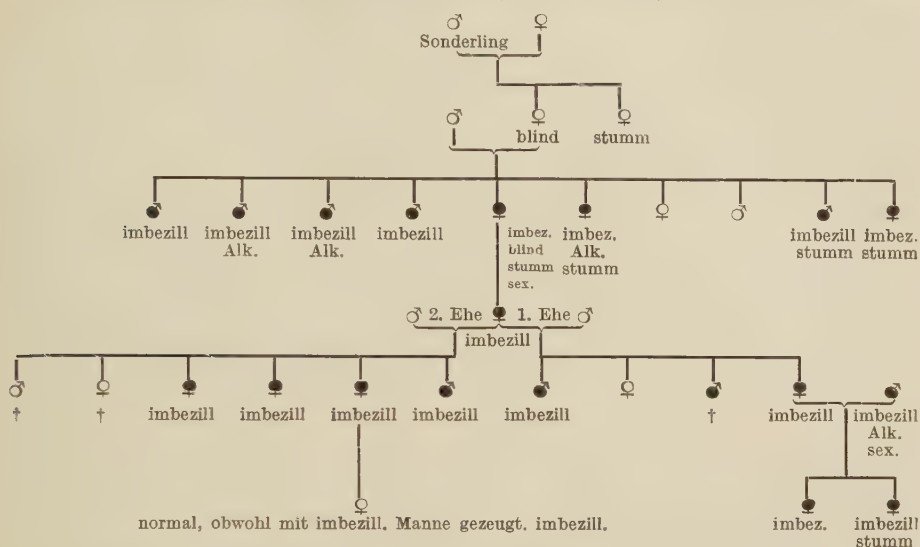 ♂ ♀
Sonderling
♂ ♀ ♀
blind stumm
♂ ♂ ♂ ♂ ♀ ♀ ♀ ♂ ♂ ♀
imbezill imbezill imbezill imbezill imbez. imbez. imbezill imbez.
Alk. Alk. blind Alk. stumm stumm
stumm stumm
sex.
♂ 2. Ehe ♀ 1. Ehe ♂
imbezill
♂ ♀ ♀ ♀ ♀ ♂ ♂ ♀ ♂ ♀ ♂
† † imbezill imbezill imbezill imbezill imbezill † imbezill imbezill
Alk.
sex.
♀ ♀ ♀
normal, obwohl mit imbezill. Manne gezeugt. imbezill.
imbez. imbezill
stumm